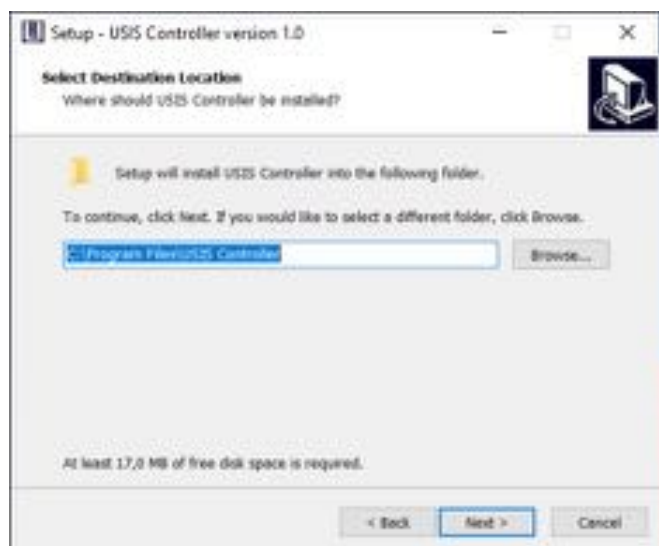 Setup - USIS Controller version 1.0
Select Destination Location
Where should USIS Controller be installed?
Setup will install USIS Controller into the following folder.
To continue, click Next. If you would like to select a different folder, click Browse.
C:\Program Files\USIS Controller
Browse...
At least 17,0 MB of free disk space is required.
< Back
Next >
Cancel